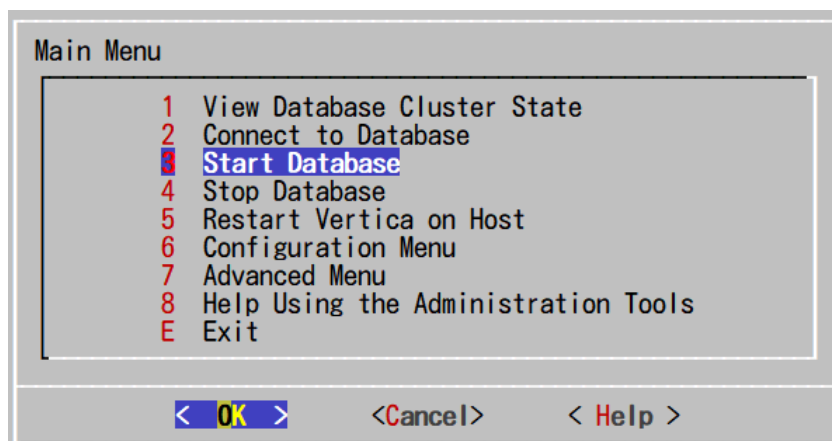 Main Menu
1 View Database Cluster State
2 Connect to Database
3 Start Database
4 Stop Database
5 Restart Vertica on Host
6 Configuration Menu
7 Advanced Menu
8 Help Using the Administration Tools
E Exit
< OK > <Cancel> < Help >